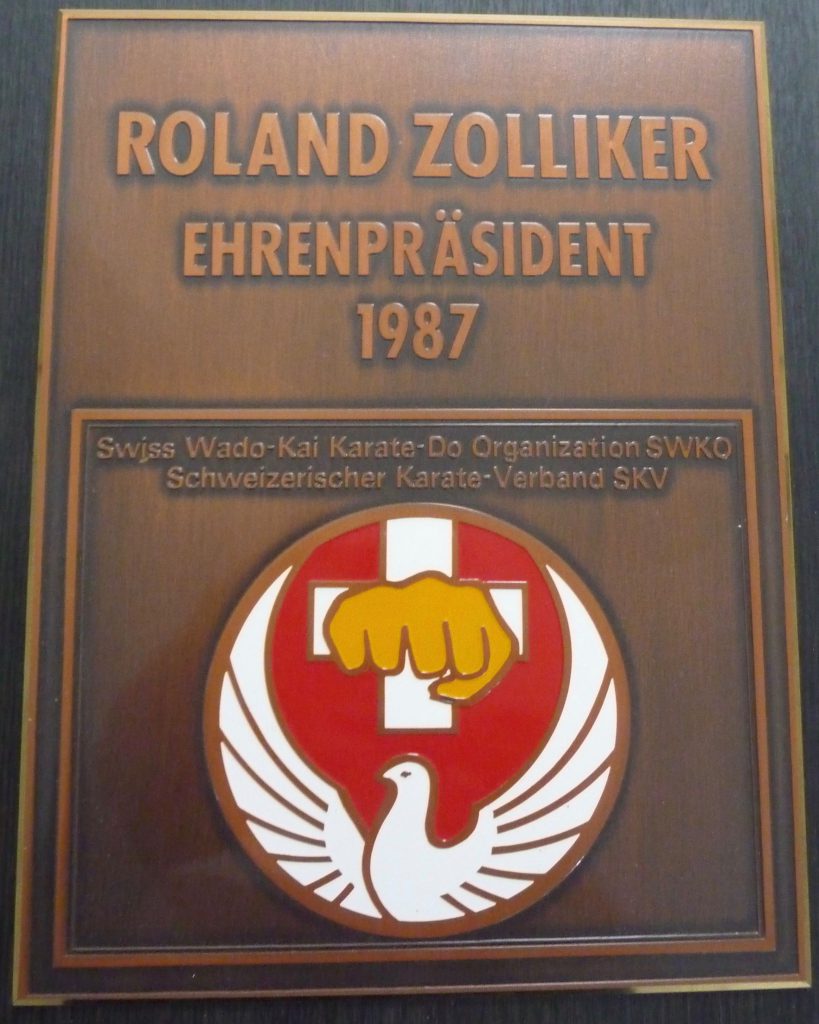 ROLAND ZOLLIKER
EHRENPRÄSIDENT
1987
Swiss Wado-Kai Karate-Do Organization SWKO
Schweizerischer Karate-Verband SKV